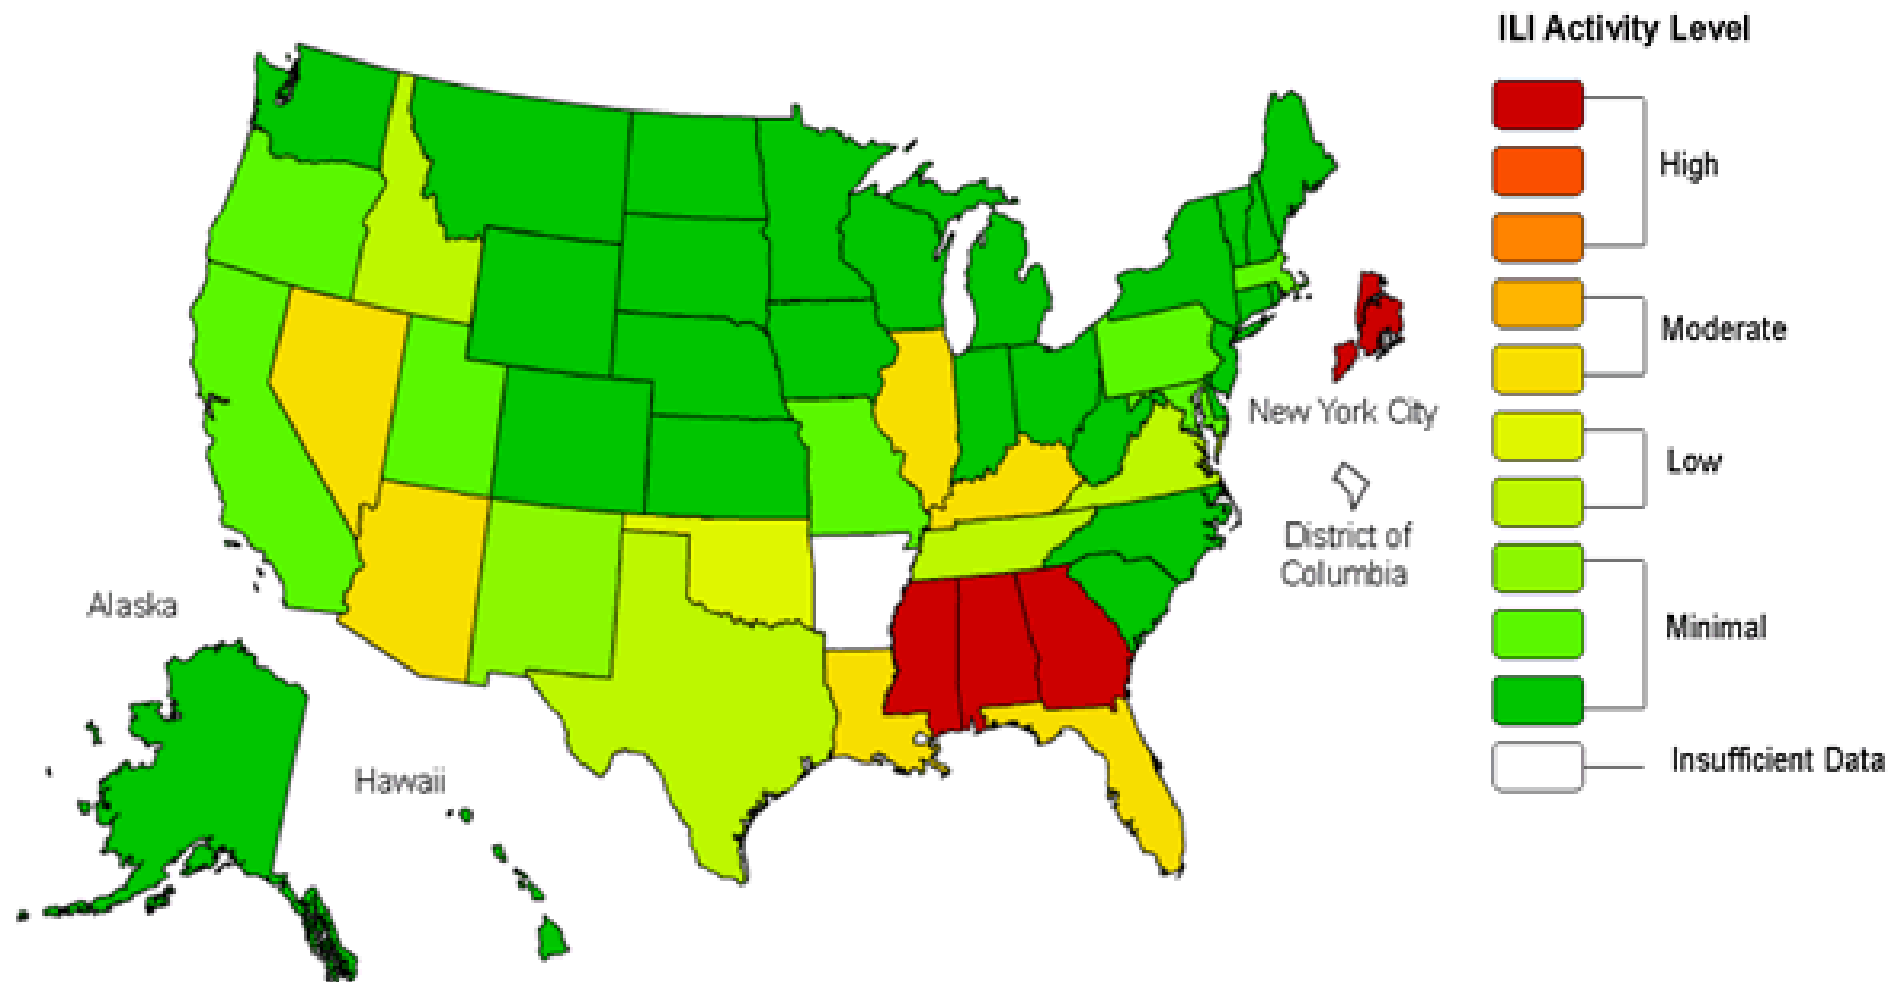 ILI Activity Level
High
Moderate
Low
Minimal
Insufficient Data
New York City
District of
Columbia
Alaska
Hawaii